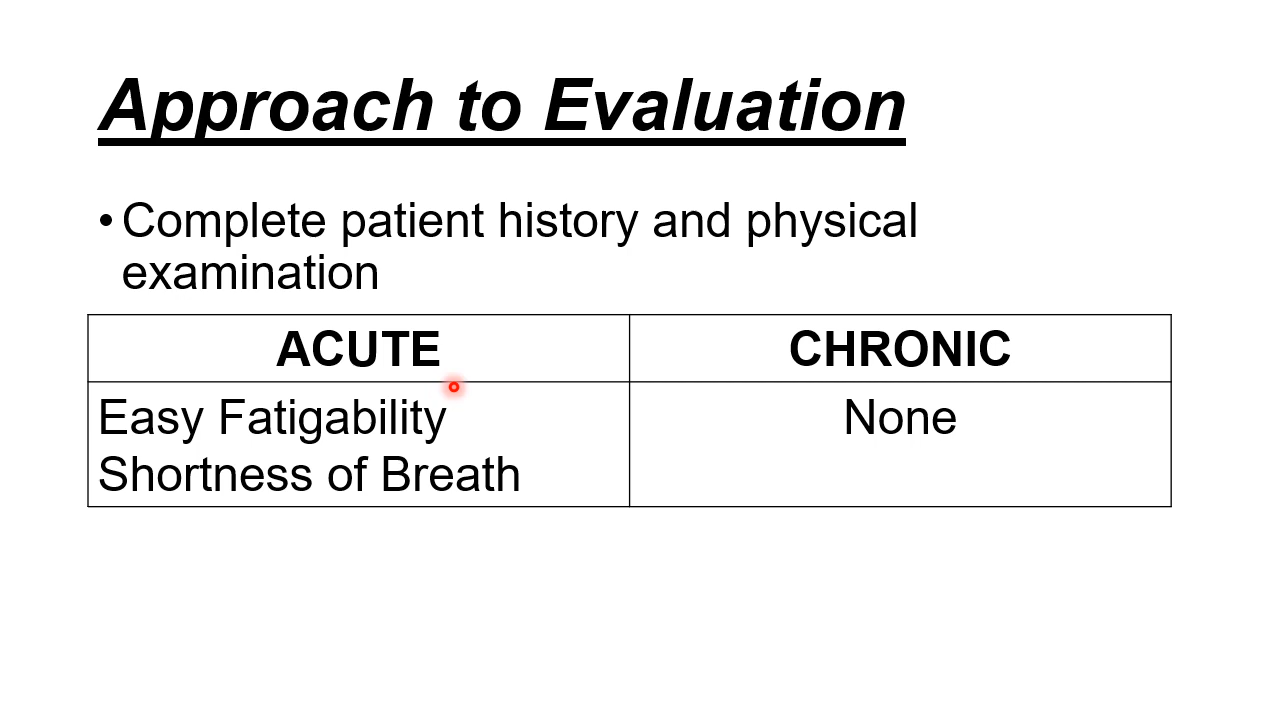 Approach to Evaluation
• Complete patient history and physical
examination
ACUTE
CHRONIC
Easy Fatigability
None
Shortness of Breath